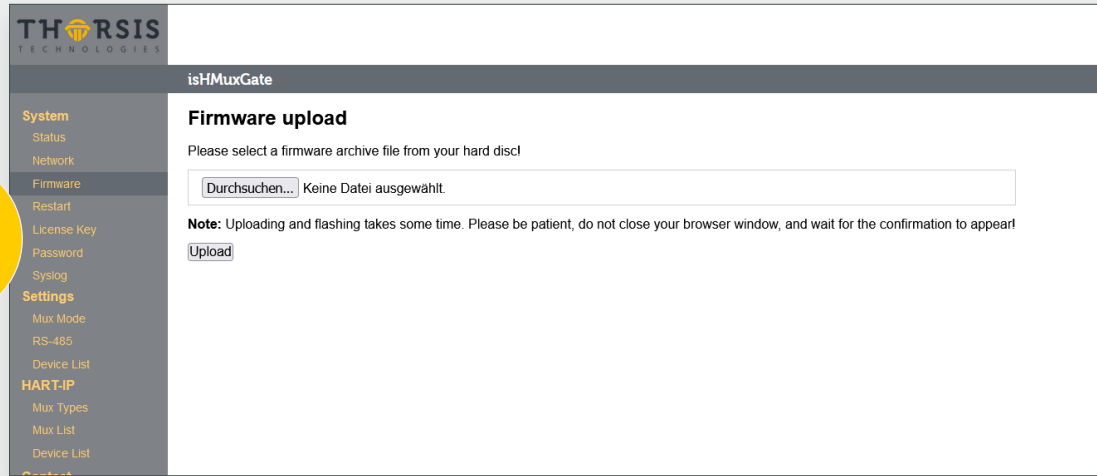 THORSIS
TECHNOLOGIES
isHMuxGate
System
Status
Network
Firmware
Restart
License Key
Password
Syslog
Settings
Mux Mode
RS-485
Device List
HART-IP
Mux Types
Mux List
Device List
Contact
Firmware upload
Please select a firmware archive file from your hard disc!
Durchsuchen... Keine Datei ausgewählt.
Note: Uploading and flashing takes some time. Please be patient, do not close your browser window, and wait for the confirmation to appear!
Upload